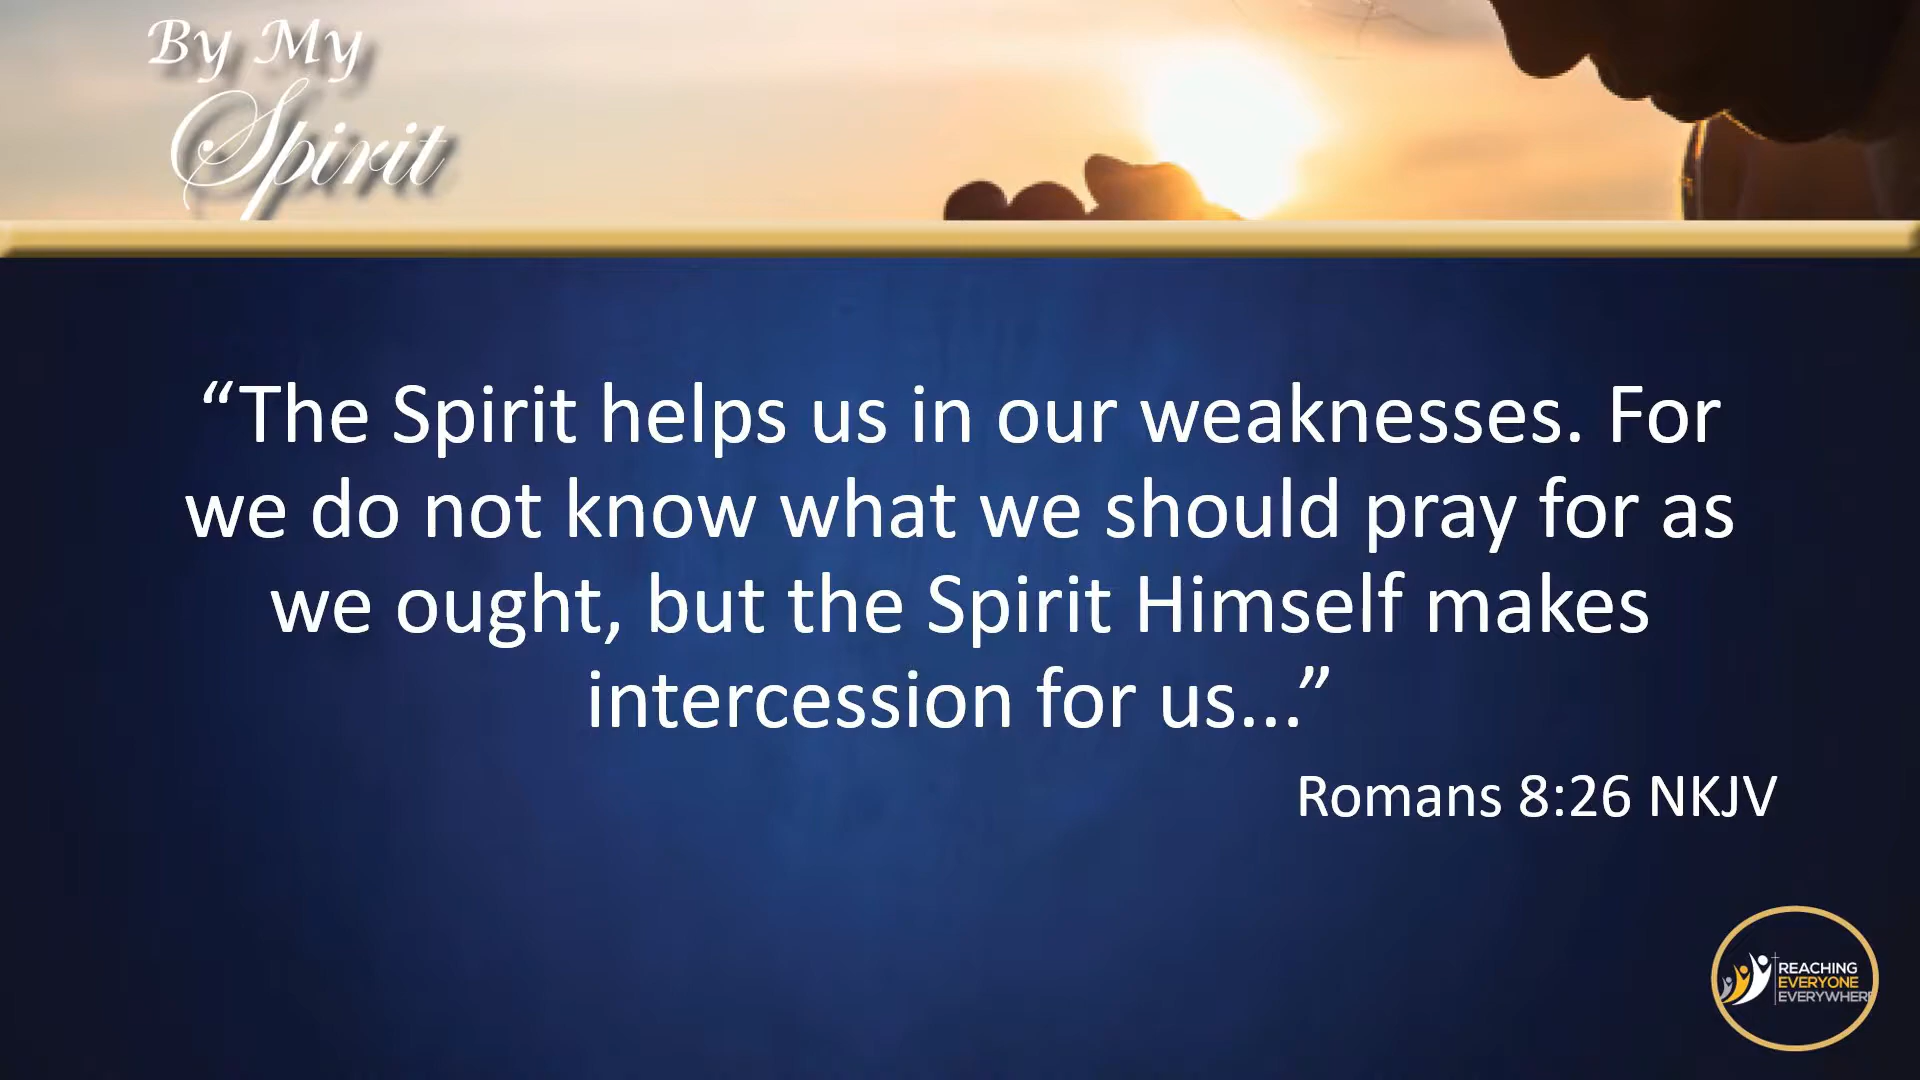 By My
Spirit
“The Spirit helps us in our weaknesses. For
we do not know what we should pray for as
we ought, but the Spirit Himself makes
intercession for us...”
Romans 8:26 NKJV
REACHING
EVERYONE
EVERYWHERE